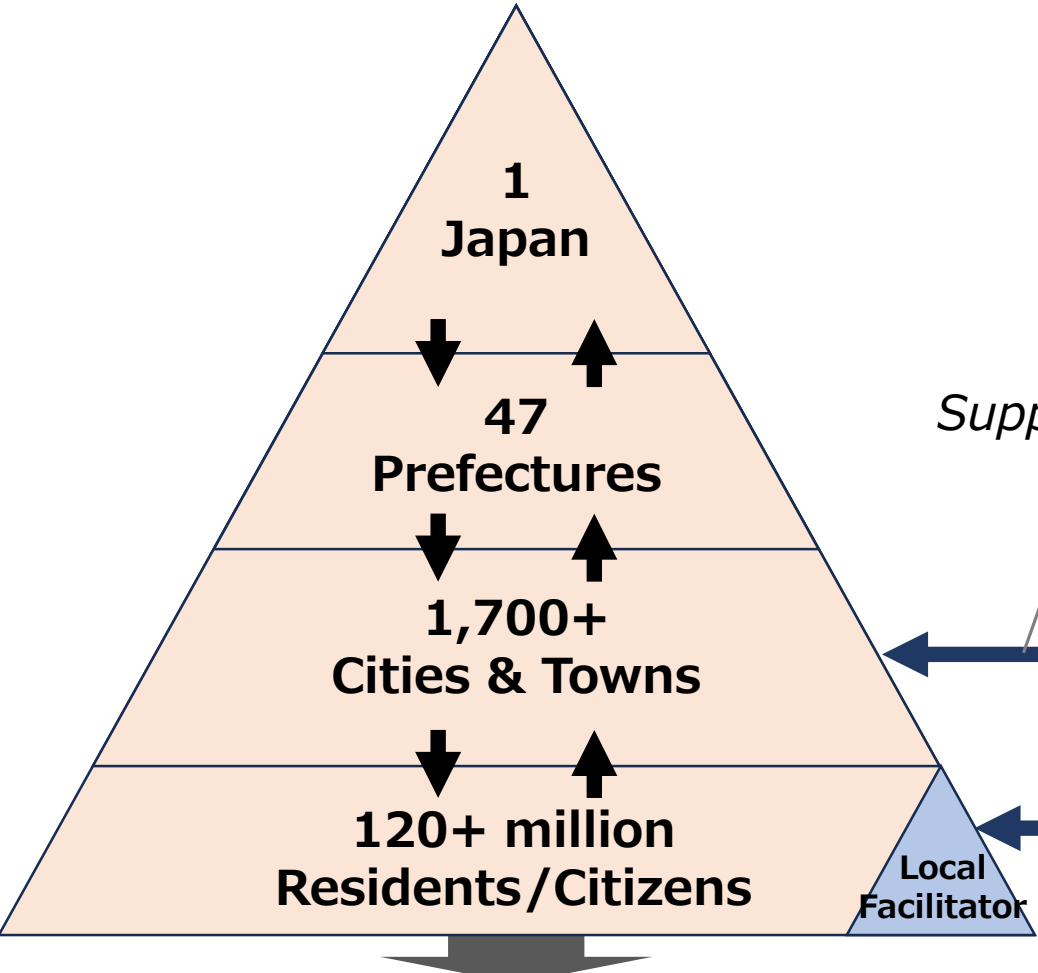 1
Japan
47
Prefectures
1,700+
Cities & Towns
120+ million
Residents/Citizens
Local
Facilitator